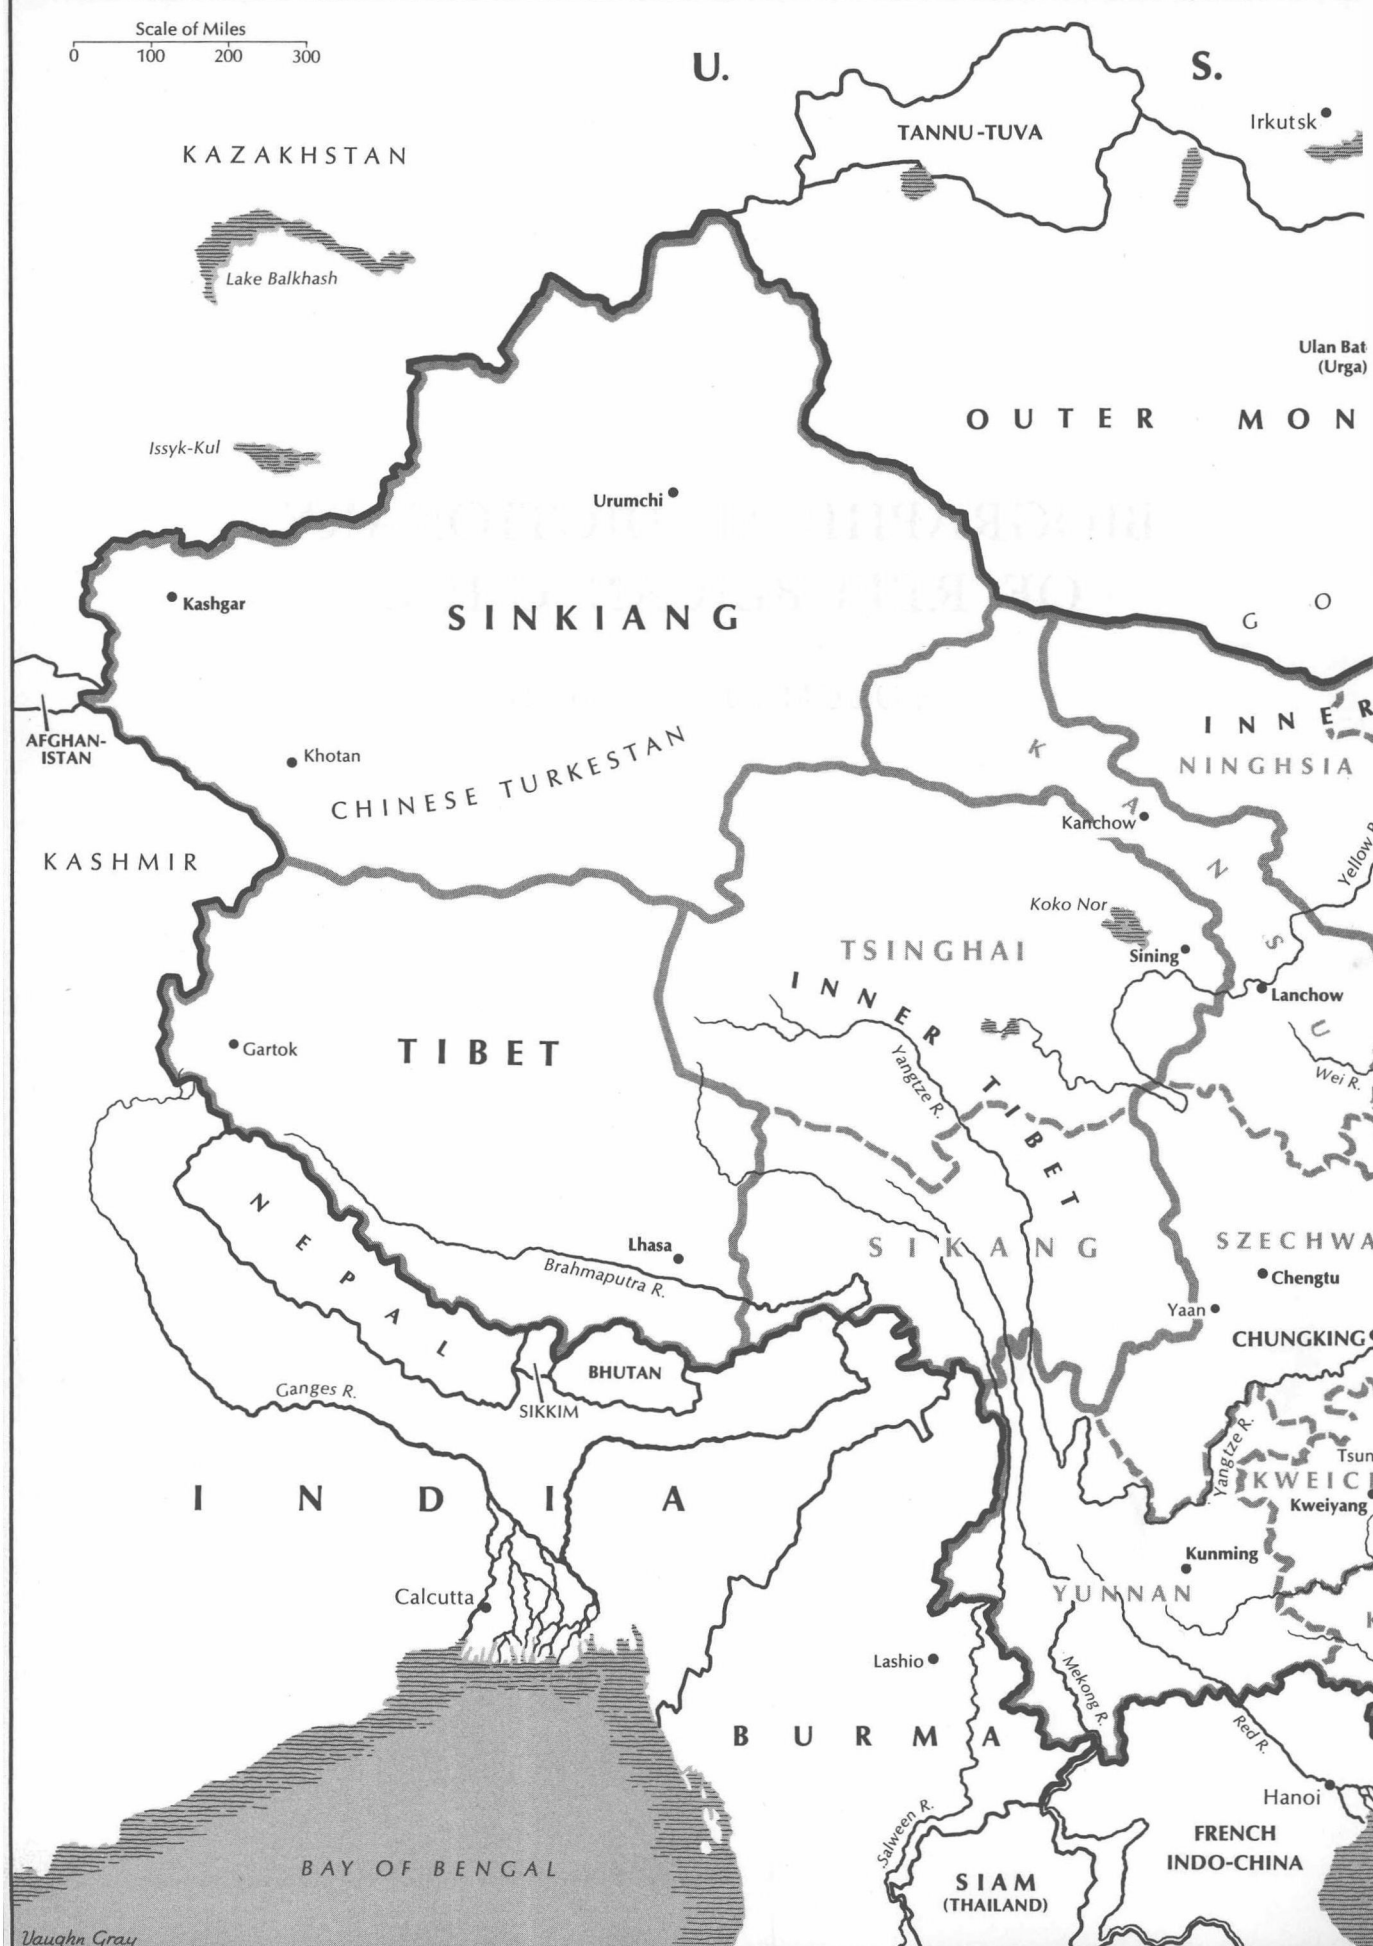 Scale of Miles
0 100 200 300
U. S.
TANNU-TUVA
Irkutsk
KAZAKHSTAN
Lake Balkhash
Ulan Bat
(Urga)
OUTER MON
Issyk-Kul
Urumchi
Kashgar
SINKIANG
G O
INNER
AFGHAN-
ISTAN
Khotan
CHINESE TURKESTAN
NINGHSIA
KANSU
Kanchow
KASHMIR
Yellow R
Koko Nor
TSINGHAI
Sining
INNER TIBET
Lanchow
Gartok
TIBET
Yangtze R.
Wei R.
NEPAL
Lhasa
SIKANG
SZECHWA
Brahmaputra R.
Chengtu
Yaan
CHUNGKING
BHUTAN
Ganges R.
SIKKIM
Yangtze R.
Tsun
INDIA
KWEIC
Kweiyang
Kunming
Calcutta
YUNNAN
K
Lashio
Mekong R.
BURMA
Red R.
Hanoi
Salween R.
FRENCH
INDO-CHINA
BAY OF BENGAL
SIAM
(THAILAND)
Vaughn Gray